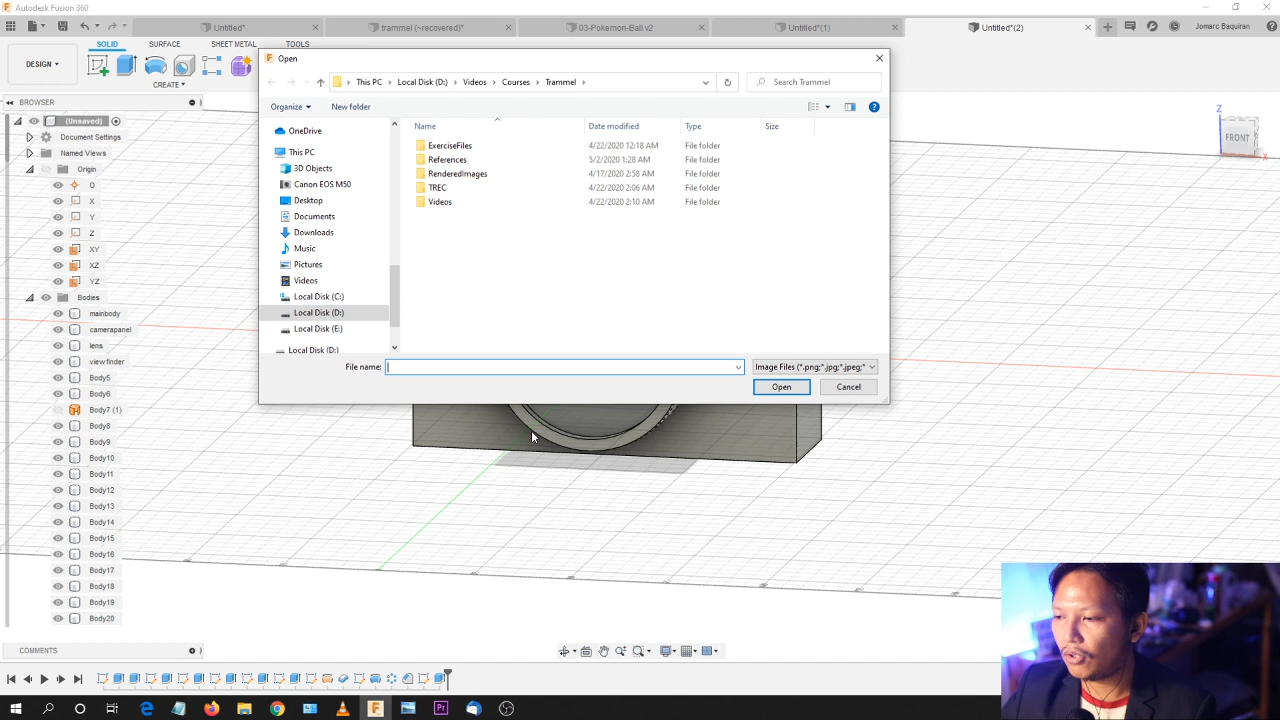 Autodesk Fusion 360
Untitled*
trammel (~recovered)*
03-Pokemon-Ball v2
Untitled*(1)
Untitled*(2)
Jomarc Baquiran
SOLID
SURFACE
SHEET METAL
TOOLS
DESIGN
CREATE
BROWSER
(Unsaved)
Document Settings
Named Views
Origin
O
X
Y
Z
XY
XZ
YZ
Bodies
mainbody
camerapanel
lens
viewfinder
Body5
Body6
Body7 (1)
Body8
Body9
Body10
Body11
Body12
Body13
Body14
Body15
Body16
Body17
Body18
Body19
Body20
COMMENTS
Open
This PC
Local Disk (D:)
Videos
Courses
Trammel
Search Trammel
Organize
New folder
OneDrive
This PC
3D Objects
Canon EOS M50
Desktop
Documents
Downloads
Music
Pictures
Videos
Local Disk (C:)
Local Disk (D:)
Local Disk (E:)
Local Disk (D:)
Name Date modified Type Size
ExerciseFiles 4/22/2020 12:18 AM File folder
References 5/2/2020 1:28 AM File folder
RenderedImages 4/17/2020 2:58 AM File folder
TREC 4/22/2020 2:06 AM File folder
Videos 4/22/2020 2:10 AM File folder
File name:
Image Files (*.png;*.jpg;*.jpeg;*
Open
Cancel
Z
FRONT
X